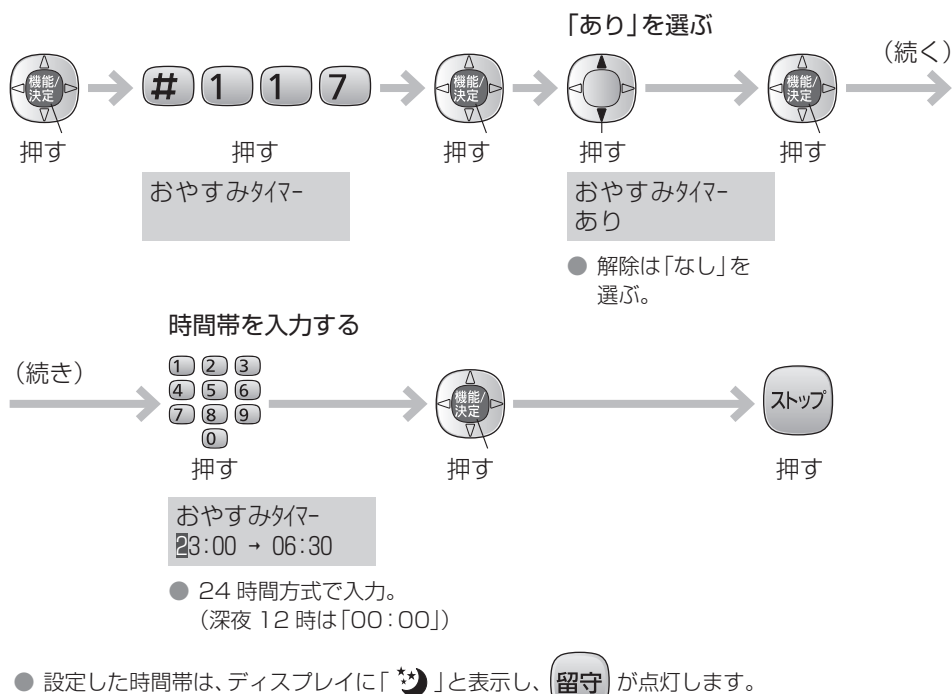 「あり」を選ぶ
(続く)
機能/決定 # 1 1 7 機能/決定 機能/決定
押す 押す 押す 押す 押す
おやすみタイマー
おやすみタイマー
あり
● 解除は「なし」を
選ぶ。
時間帯を入力する
(続き)
1 2 3
4 5 6
7 8 9
0
機能/決定
ストップ
押す 押す 押す
おやすみタイマー
23:00 → 06:30
● 24時間方式で入力。
(深夜12時は「00:00」)
● 設定した時間帯は、ディスプレイに「 」と表示し、留守が点灯します。